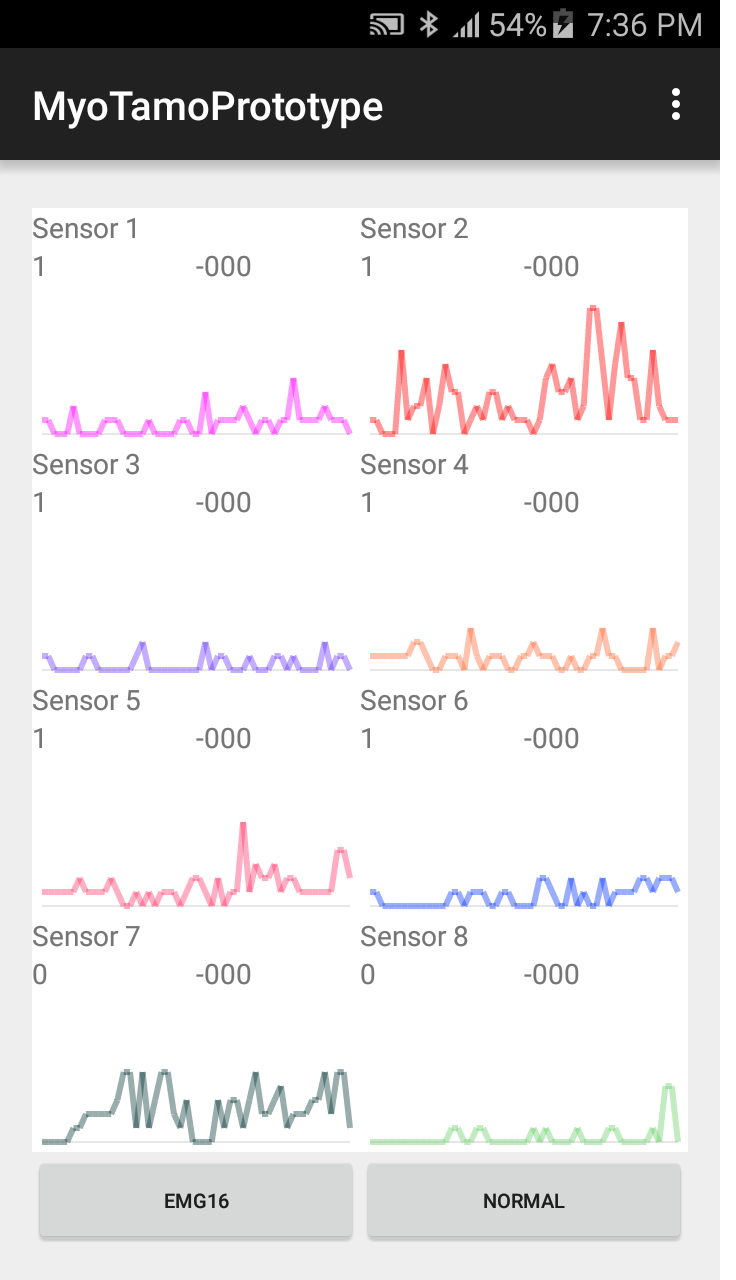 54% 7:36 PM
MyoTamoPrototype
Sensor 1 Sensor 2
1 -000 1 -000
Sensor 3 Sensor 4
1 -000 1 -000
Sensor 5 Sensor 6
1 -000 1 -000
Sensor 7 Sensor 8
0 -000 0 -000
EMG16 NORMAL